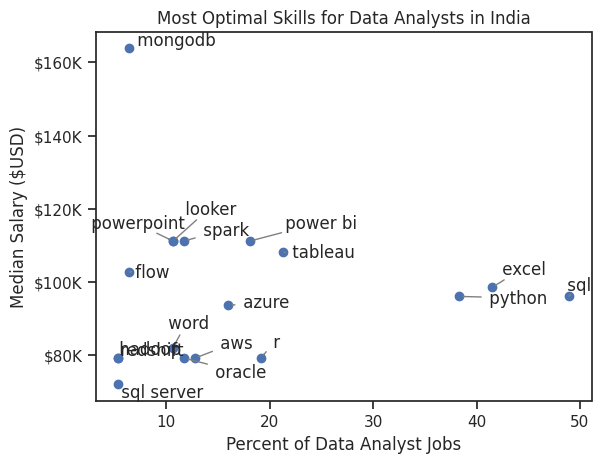 Most Optimal Skills for Data Analysts in India
mongodb
$160K
$140K
$120K
looker
powerpoint
power bi
spark
tableau
excel
flow
$100K
sql
python
azure
word
r
aws
hadoop
redshift
$80K
oracle
sql server
10
20
30
40
50
Median Salary ($USD)
Percent of Data Analyst Jobs